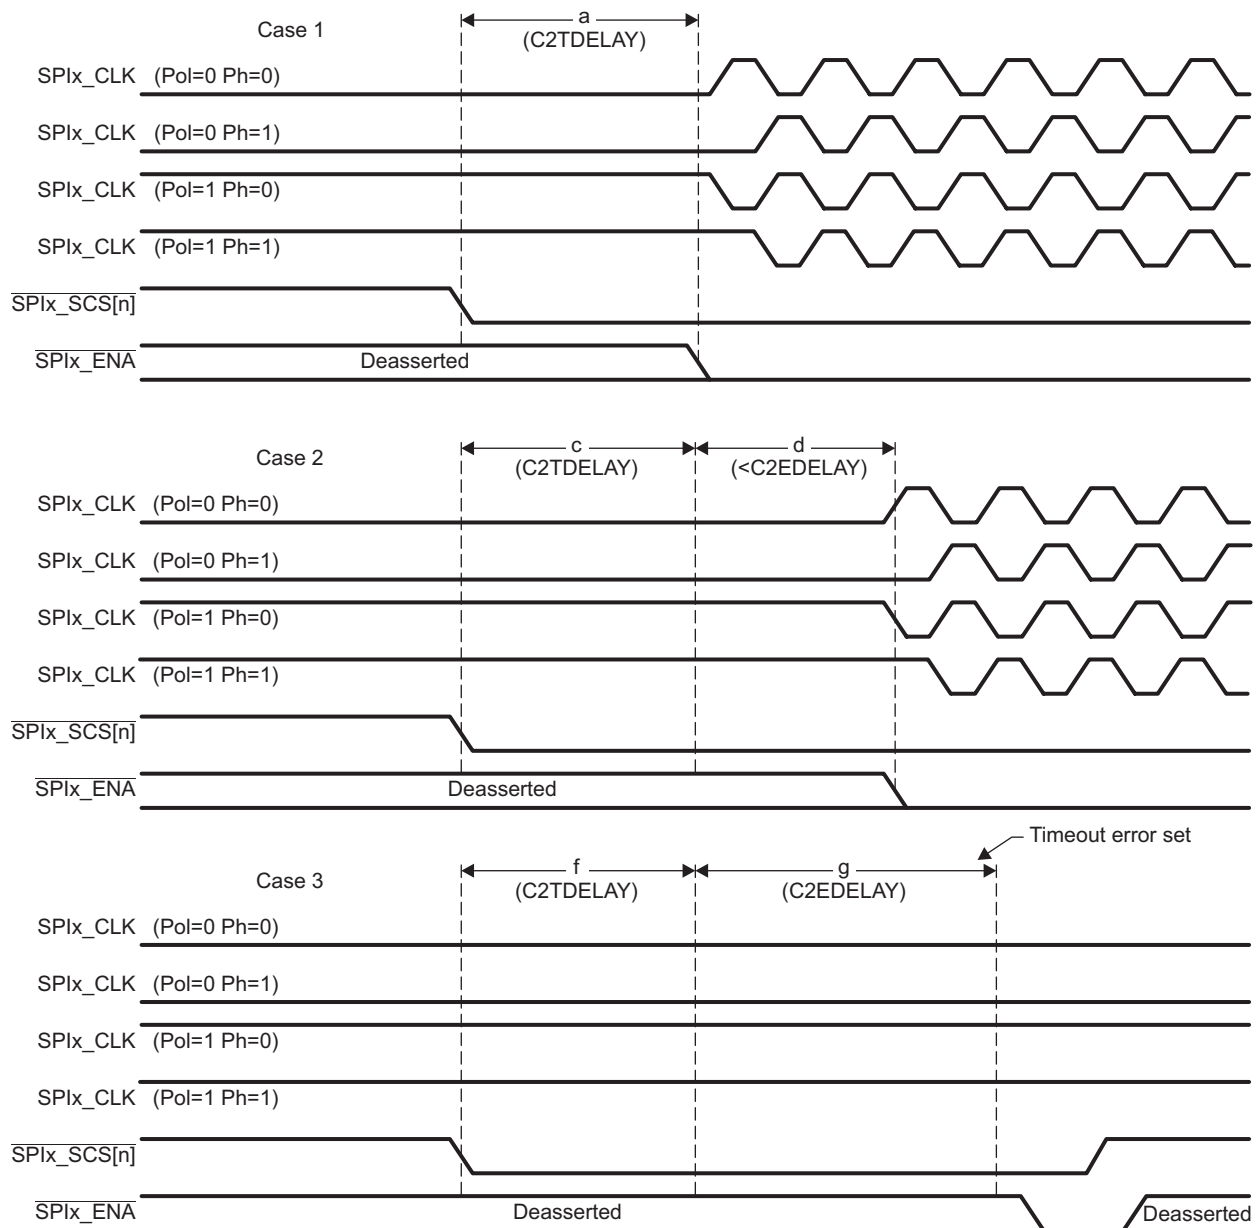 Case 1
a
(C2TDELAY)
SPIx_CLK (Pol=0 Ph=0)
SPIx_CLK (Pol=0 Ph=1)
SPIx_CLK (Pol=1 Ph=0)
SPIx_CLK (Pol=1 Ph=1)
SPIx_SCS[n]
SPIx_ENA
Deasserted
Case 2
c
(C2TDELAY)
d
(<C2EDELAY)
SPIx_CLK (Pol=0 Ph=0)
SPIx_CLK (Pol=0 Ph=1)
SPIx_CLK (Pol=1 Ph=0)
SPIx_CLK (Pol=1 Ph=1)
SPIx_SCS[n]
SPIx_ENA
Deasserted
Timeout error set
Case 3
f
(C2TDELAY)
g
(C2EDELAY)
SPIx_CLK (Pol=0 Ph=0)
SPIx_CLK (Pol=0 Ph=1)
SPIx_CLK (Pol=1 Ph=0)
SPIx_CLK (Pol=1 Ph=1)
SPIx_SCS[n]
SPIx_ENA
Deasserted
Deasserted